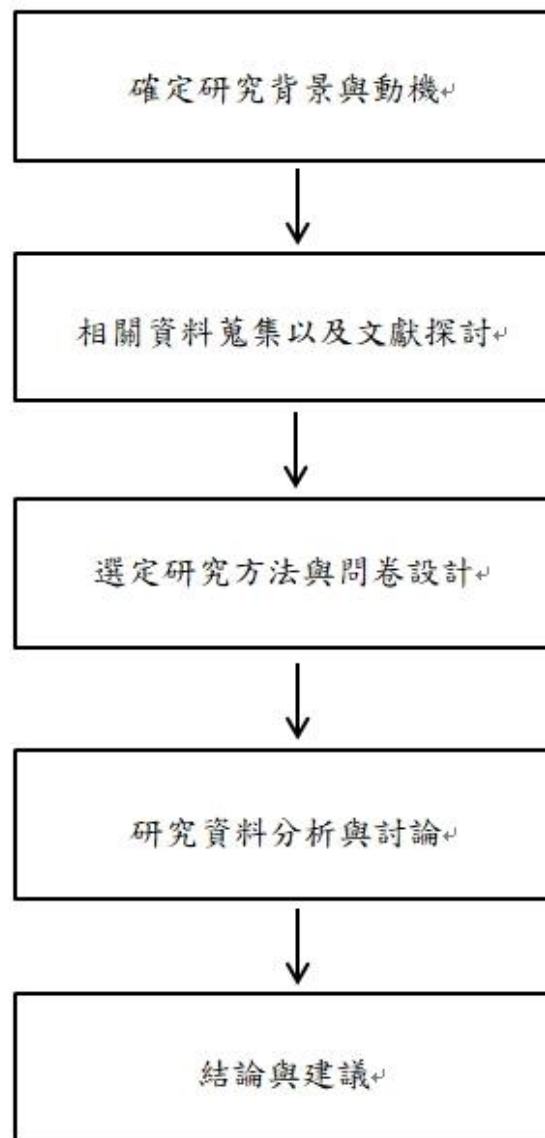 確定研究背景與動機
相關資料蒐集以及文獻探討
選定研究方法與問卷設計
研究資料分析與討論
結論與建議